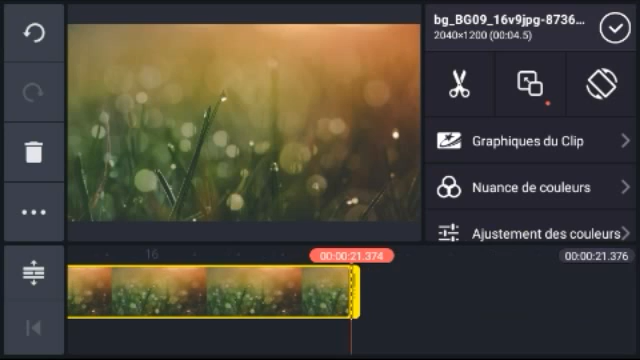 bg_BG09_16v9jpg-8736...
2040×1200 (00:04.5)
Graphiques du Clip
Nuance de couleurs
Ajustement des couleurs
16
00:00:21.374
00:00:21.376